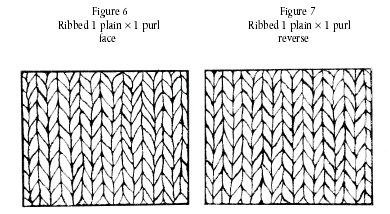 Figure 6
Ribbed 1 plain × 1 purl
face
Figure 7
Ribbed 1 plain × 1 purl
reverse